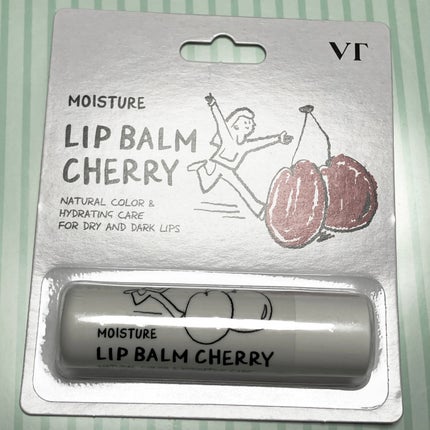 VT
MOISTURE
LIP BALM
CHERRY
NATURAL COLOR &
HYDRATING CARE
FOR DRY AND DARK LIPS
MOISTURE
LIP BALM CHERRY